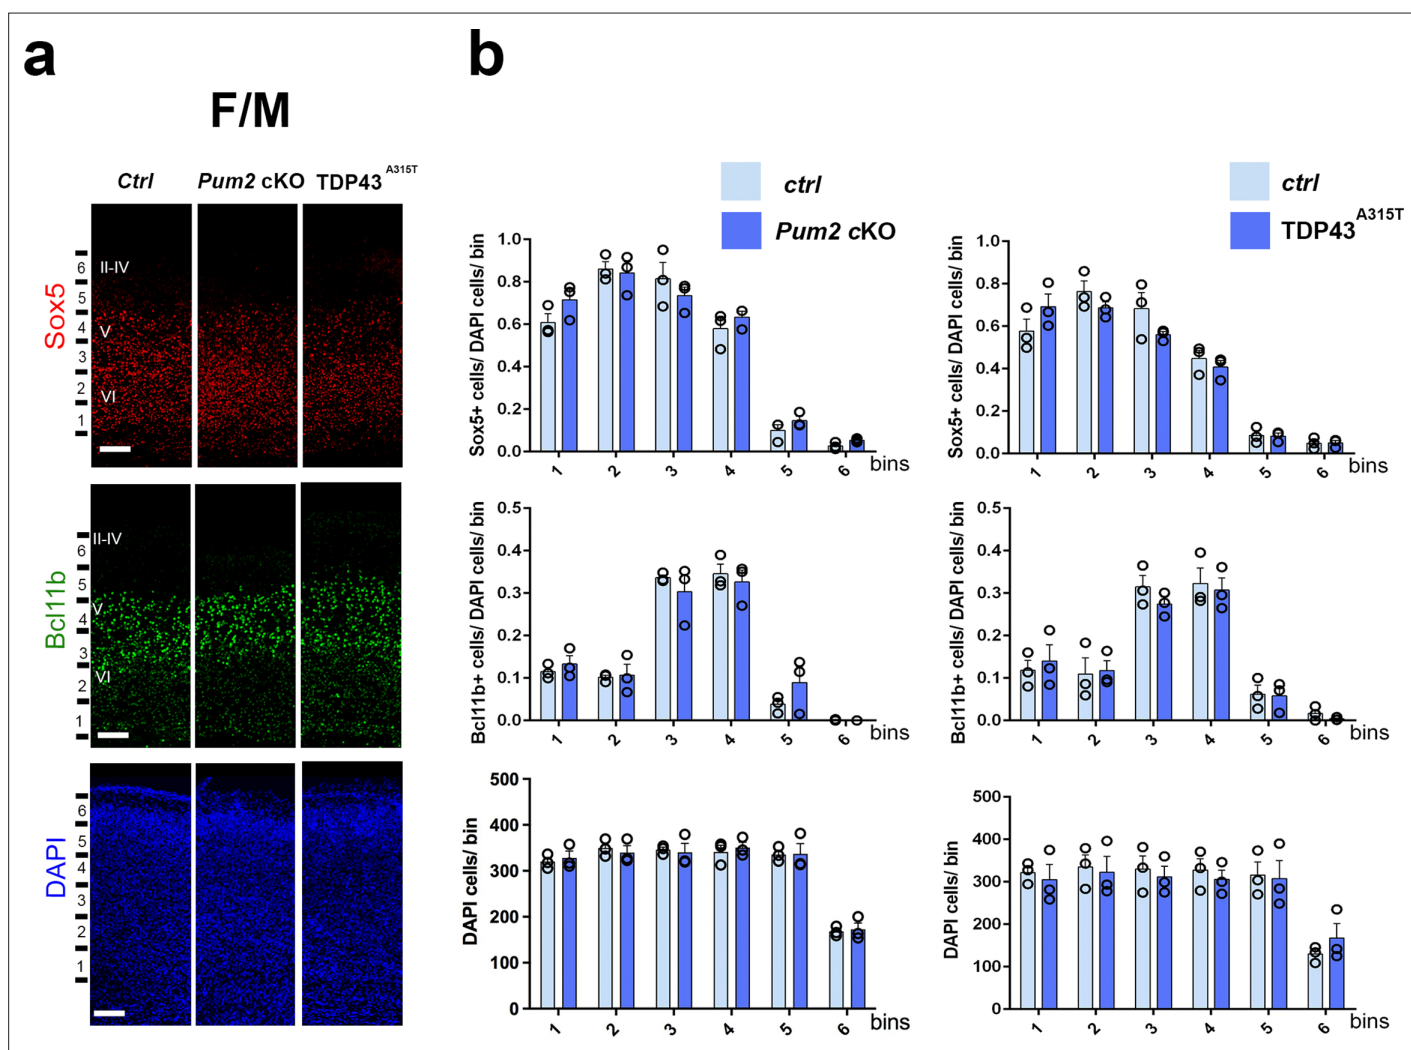 a
b
F/M
Ctrl Pum2 cKO TDP43 A315T
Sox5
6 II-IV
5
4 V
3
2 VI
1
Bcl11b
6 II-IV
5
V
4
3
VI
2
1
DAPI
6
5
4
3
2
1
ctrl
Pum2 cKO
Sox5+ cells/ DAPI cells/ bin
1.0
0.8
0.6
0.4
0.2
0.0
1 2 3 4 5 6 bins
ctrl
TDP43 A315T
Sox5+ cells/ DAPI cells/ bin
1.0
0.8
0.6
0.4
0.2
0.0
1 2 3 4 5 6 bins
Bcl11b+ cells/ DAPI cells/ bin
0.5
0.4
0.3
0.2
0.1
0.0
1 2 3 4 5 6 bins
Bcl11b+ cells/ DAPI cells/ bin
0.5
0.4
0.3
0.2
0.1
0.0
1 2 3 4 5 6 bins
DAPI cells/ bin
500
400
300
200
100
0
1 2 3 4 5 6 bins
DAPI cells/ bin
500
400
300
200
100
0
1 2 3 4 5 6 bins